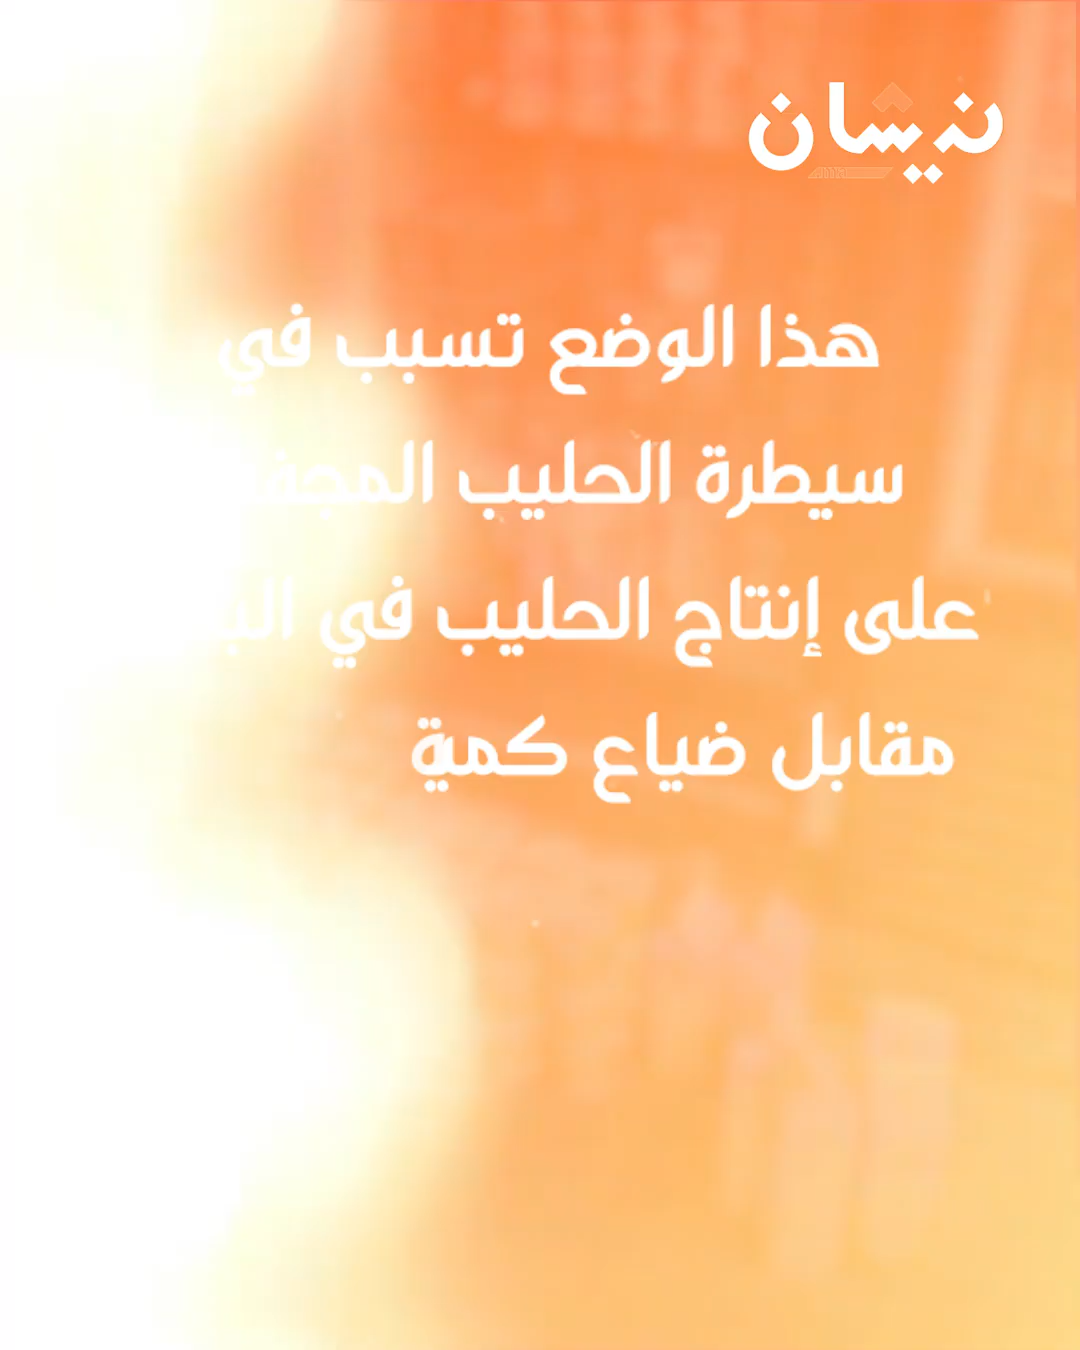 نيشان
هذا الوضع تسبب في
سيطرة الحليب
على إنتاج الحليب في
مقابل ضياع كمية